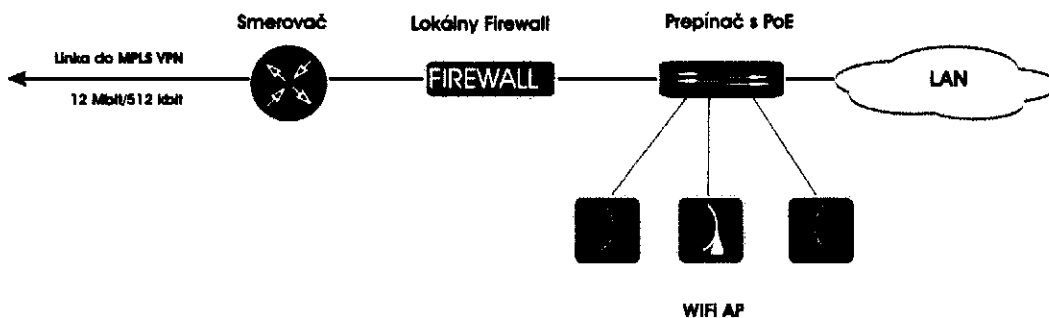 Smerovač
Lokálny Firewall
Prepínač s PoE
Linka do MPLS VPN
12 Mbit/512 kbit
FIREWALL
LAN
WiFi AP